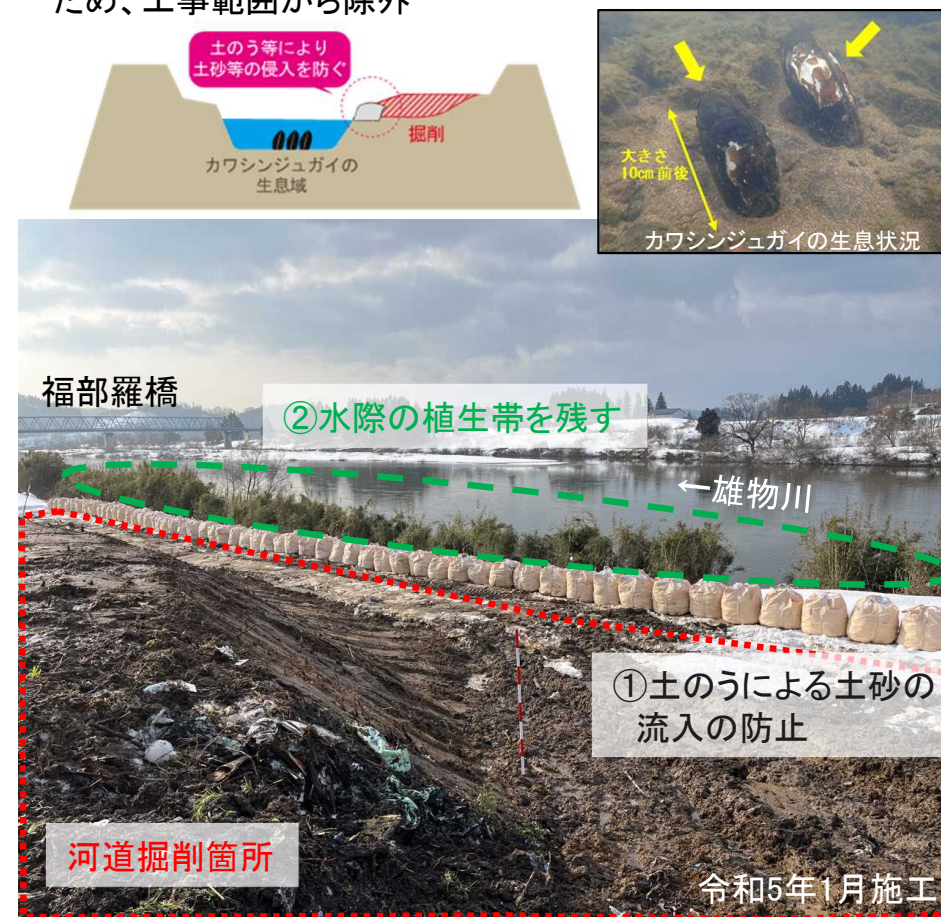 ため、工事範囲から除外
土のう等により
土砂等の侵入を防ぐ
掘削
カワシンジュガイの
生息域
大きさ
10cm前後
カワシンジュガイの生息状況
福部羅橋
②水際の植生帯を残す
←雄物川
①土のうによる土砂の
流入の防止
河道掘削箇所
令和5年1月施工